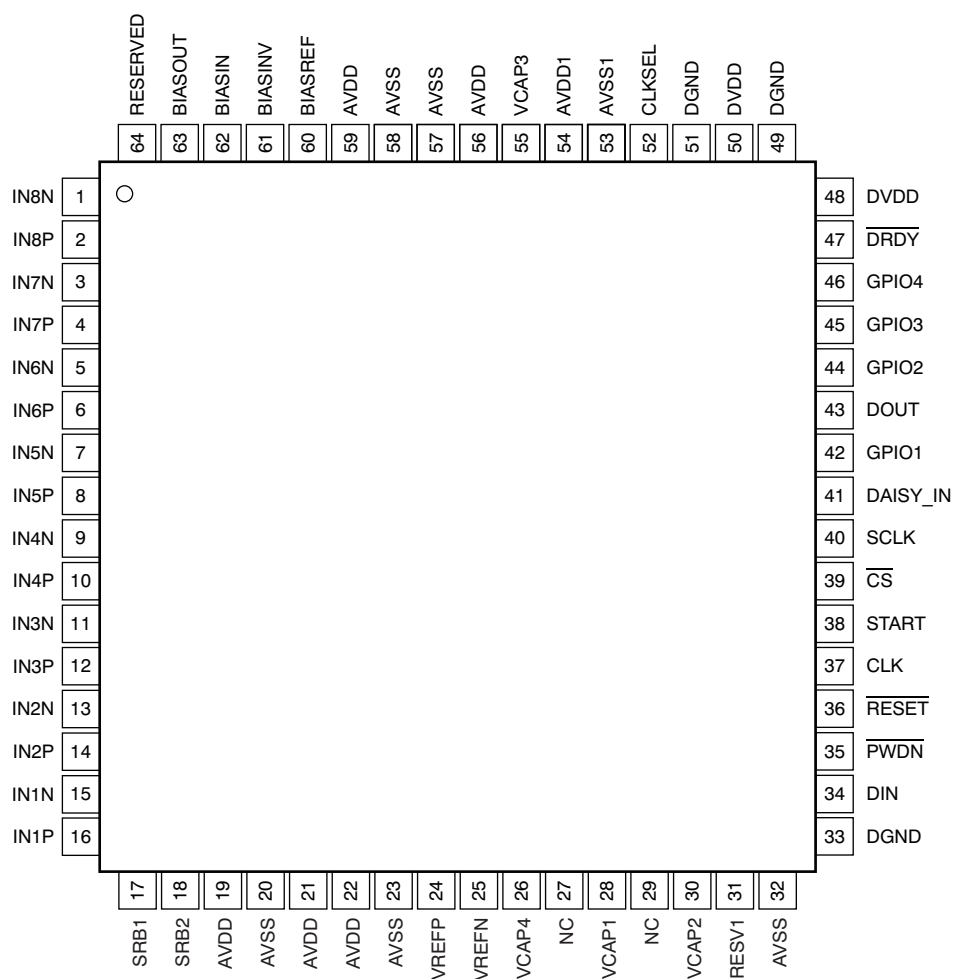 RESERVED
BIASOUT
BIASIN
BIASINV
BIASREF
AVDD
AVSS
AVSS
AVDD
VCAP3
AVDD1
AVSS1
CLKSEL
DGND
DVDD
DGND
64
63
62
61
60
59
58
57
56
55
54
53
52
51
50
49
IN8N 1
IN8P 2
IN7N 3
IN7P 4
IN6N 5
IN6P 6
IN5N 7
IN5P 8
IN4N 9
IN4P 10
IN3N 11
IN3P 12
IN2N 13
IN2P 14
IN1N 15
IN1P 16
48 DVDD
47 D̅R̅D̅Y̅
46 GPIO4
45 GPIO3
44 GPIO2
43 DOUT
42 GPIO1
41 DAISY_IN
40 SCLK
39 C̅S̅
38 START
37 CLK
36 R̅E̅S̅E̅T̅
35 P̅W̅D̅N̅
34 DIN
33 DGND
17
18
19
20
21
22
23
24
25
26
27
28
29
30
31
32
SRB1
SRB2
AVDD
AVSS
AVDD
AVDD
AVSS
VREFP
VREFN
VCAP4
NC
VCAP1
NC
VCAP2
RESV1
AVSS